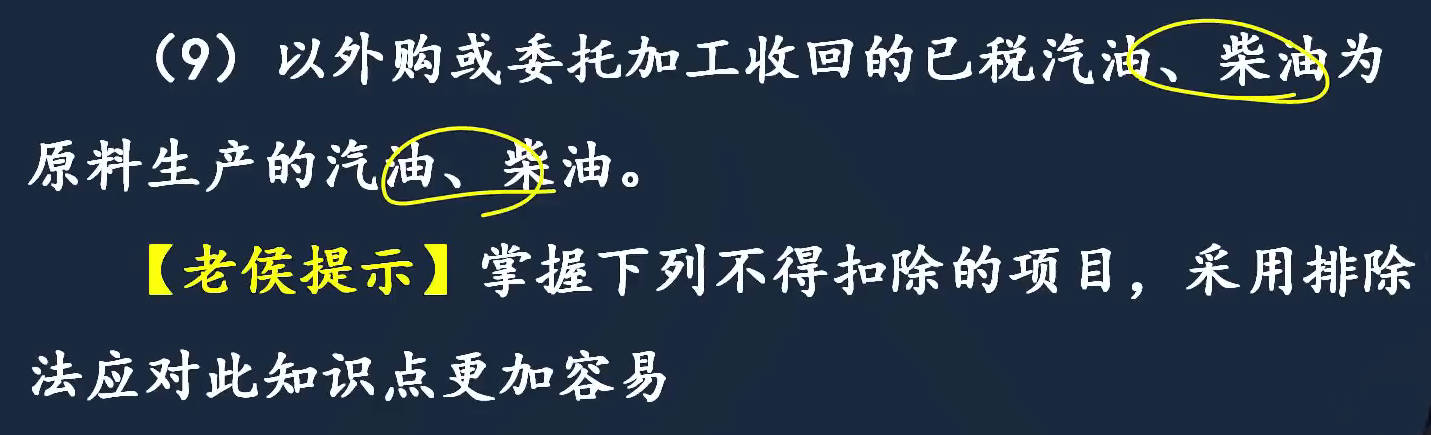 （9）以外购或委托加工收回的已税汽油、柴油为
原料生产的汽油、柴油。
【老侯提示】掌握下列不得扣除的项目，采用排除
法应对此知识点更加容易